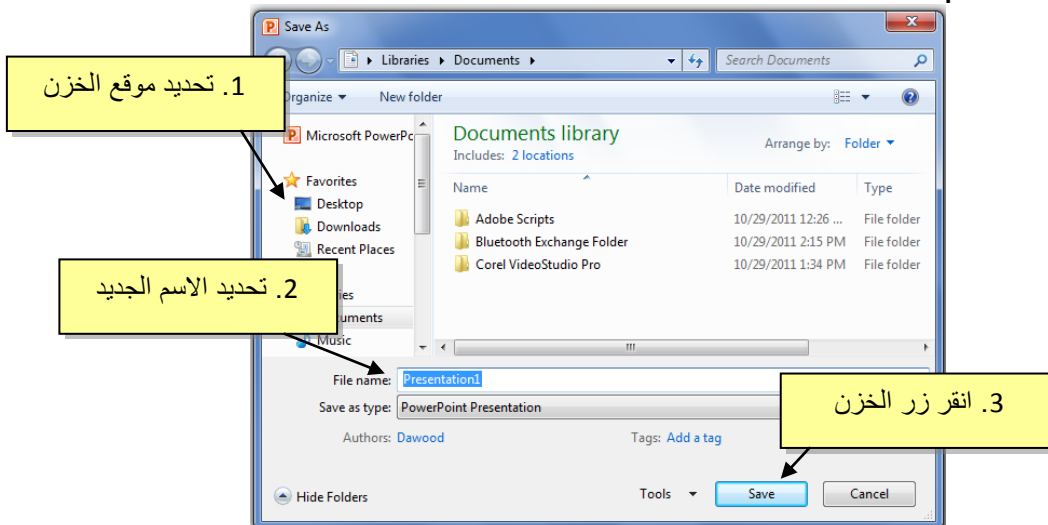 Save As
Libraries ▸ Documents ▸
Search Documents
1. تحديد موقع الخزن
Organize
New folder
Microsoft PowerPo
Documents library
Includes: 2 locations
Arrange by: Folder
Favorites
Name
Date modified
Type
Desktop
Adobe Scripts
10/29/2011 12:26 ...
File folder
Downloads
Bluetooth Exchange Folder
10/29/2011 2:15 PM
File folder
Recent Places
Corel VideoStudio Pro
10/29/2011 1:34 PM
File folder
2. تحديد الاسم الجديد
Music
File name: Presentation1
Save as type: PowerPoint Presentation
3. انقر زر الخزن
Authors: Dawood
Tags: Add a tag
Hide Folders
Tools
Save
Cancel